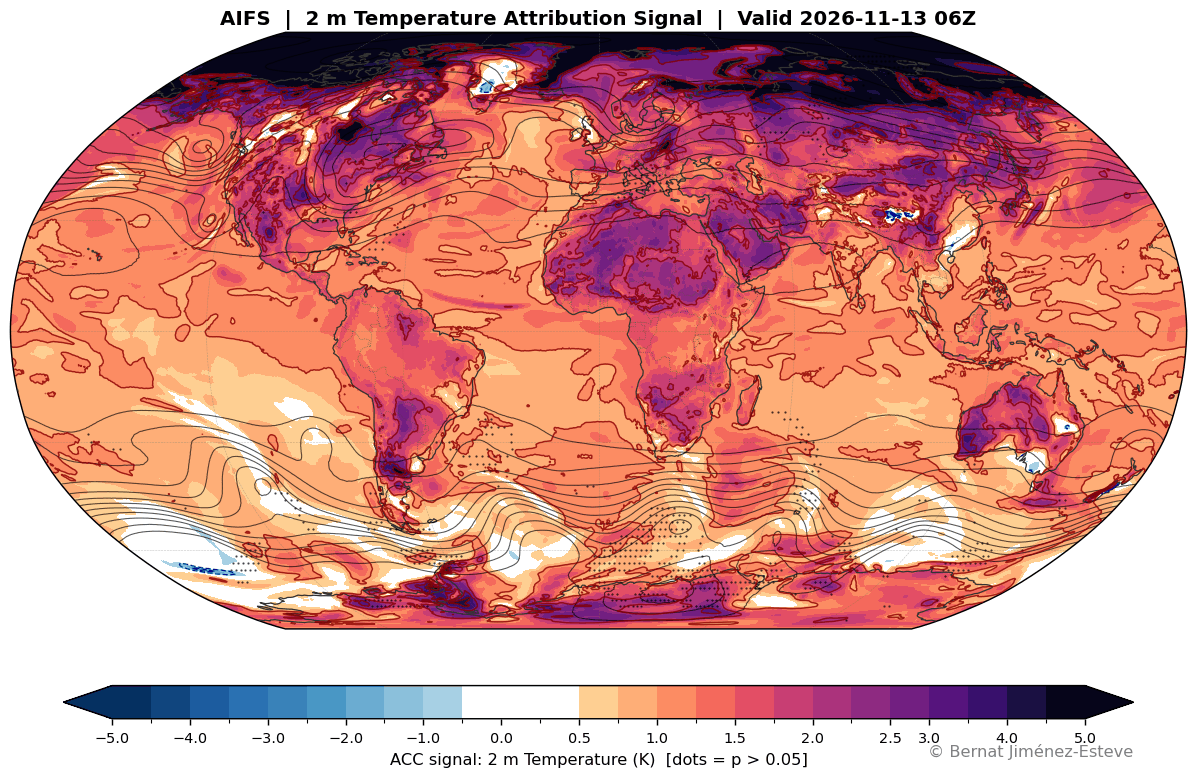 AIFS  |  2 m Temperature Attribution Signal  |  Valid 2026-11-13 06Z
−5.0 −4.0 −3.0 −2.0 −1.0 0.0 0.5 1.0 1.5 2.0 2.5 3.0 4.0 5.0
© Bernat Jiménez-Esteve
ACC signal: 2 m Temperature (K)  [dots = p > 0.05]